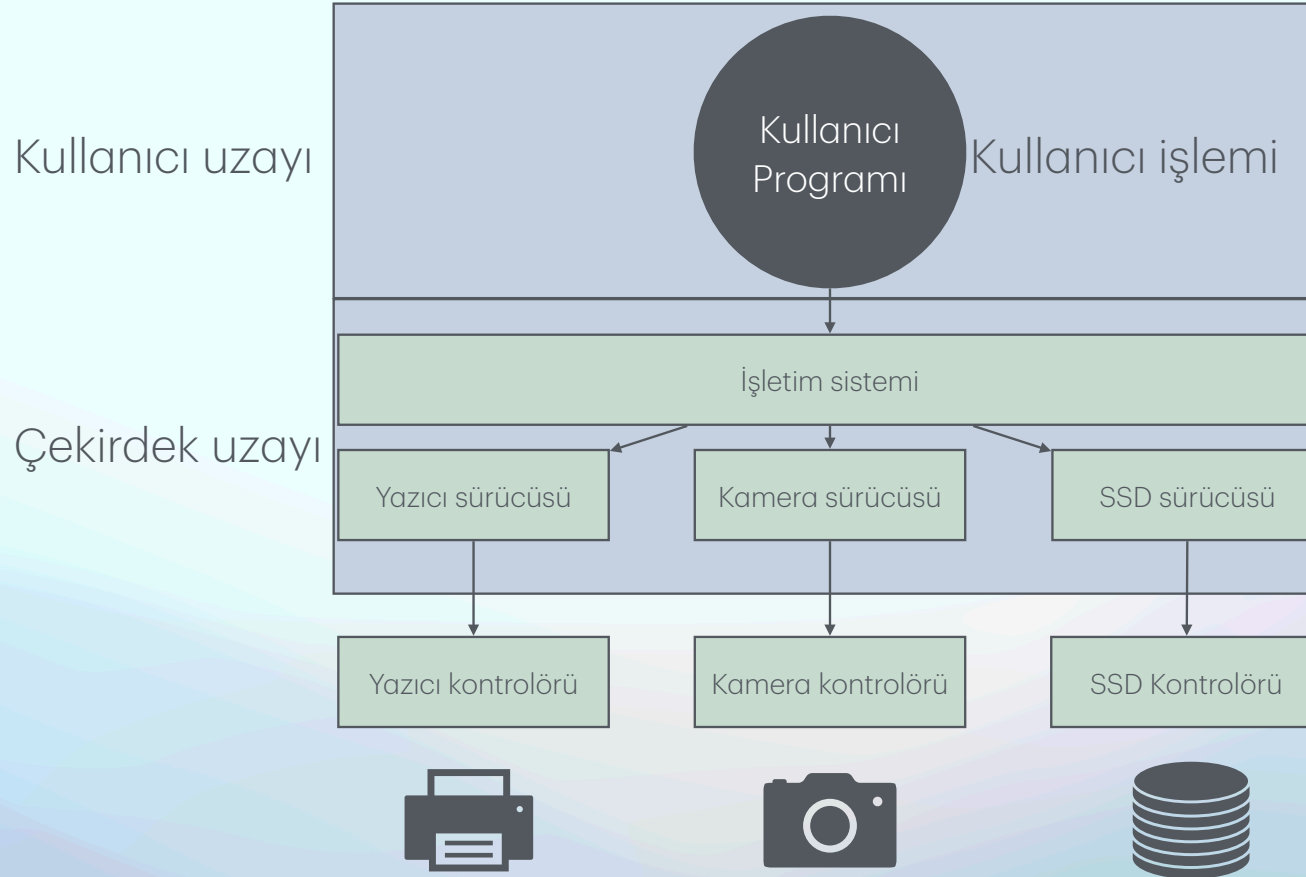 Kullanıcı uzayı
Kullanıcı
Programı
Kullanıcı işlemi
İşletim sistemi
Çekirdek uzayı
Yazıcı sürücüsü
Kamera sürücüsü
SSD sürücüsü
Yazıcı kontrolörü
Kamera kontrolörü
SSD Kontrolörü